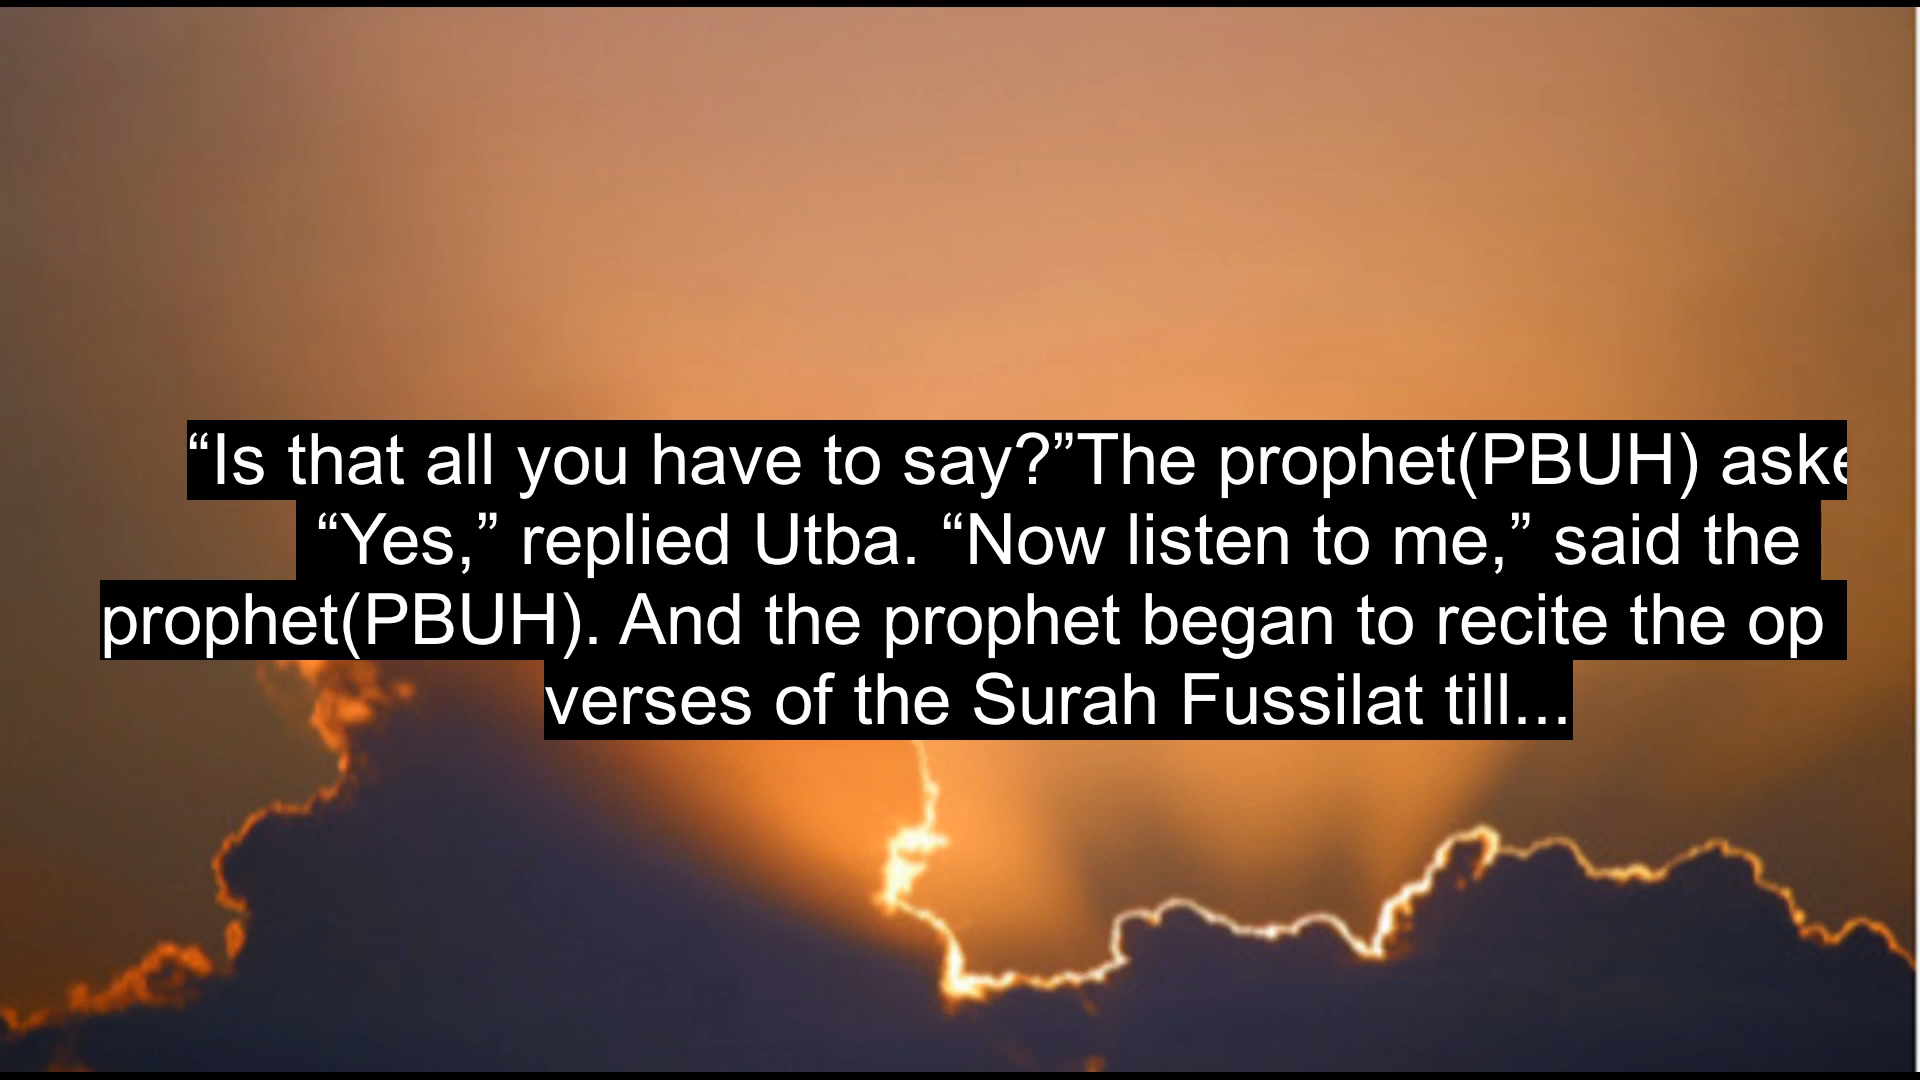 “Is that all you have to say?”The prophet(PBUH) aske
“Yes,” replied Utba. “Now listen to me,” said the
prophet(PBUH). And the prophet began to recite the op
verses of the Surah Fussilat till...